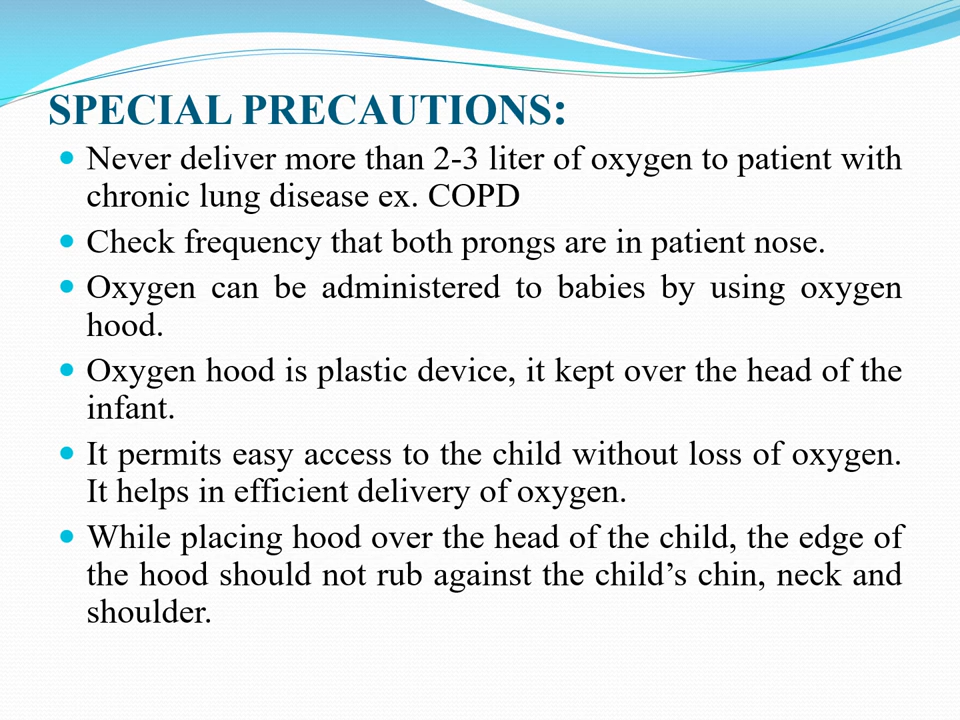 SPECIAL PRECAUTIONS:
• Never deliver more than 2-3 liter of oxygen to patient with
chronic lung disease ex. COPD
• Check frequency that both prongs are in patient nose.
• Oxygen can be administered to babies by using oxygen
hood.
• Oxygen hood is plastic device, it kept over the head of the
infant.
• It permits easy access to the child without loss of oxygen.
It helps in efficient delivery of oxygen.
• While placing hood over the head of the child, the edge of
the hood should not rub against the child’s chin, neck and
shoulder.